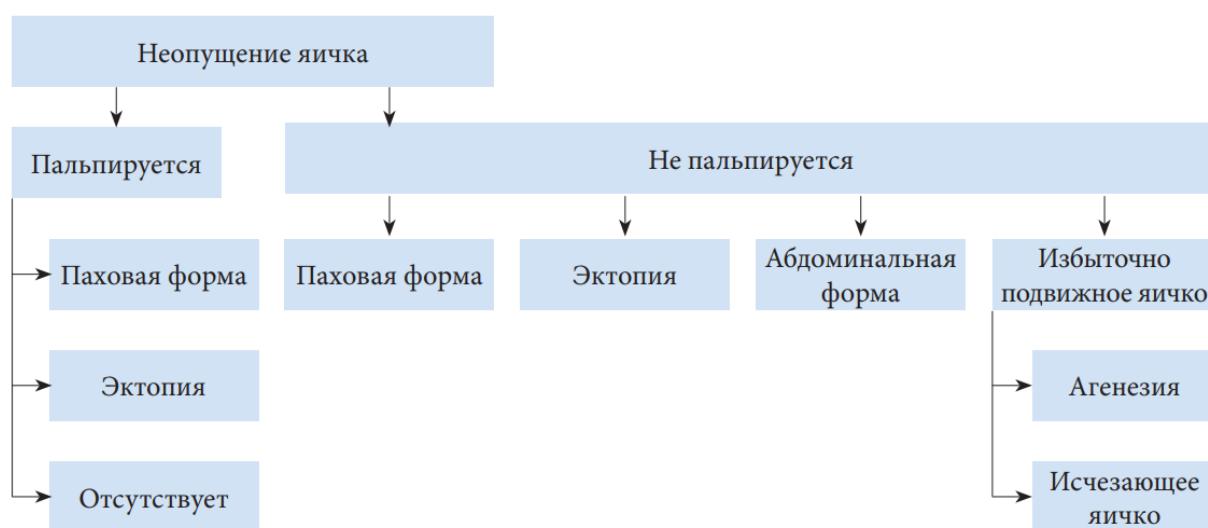 Неопущение яичка
Пальпируется
Не пальпируется
Паховая форма
Паховая форма
Эктопия
Абдоминальная
форма
Избыточно
подвижное яичко
Эктопия
Агенезия
Отсутствует
Исчезающее
яичко